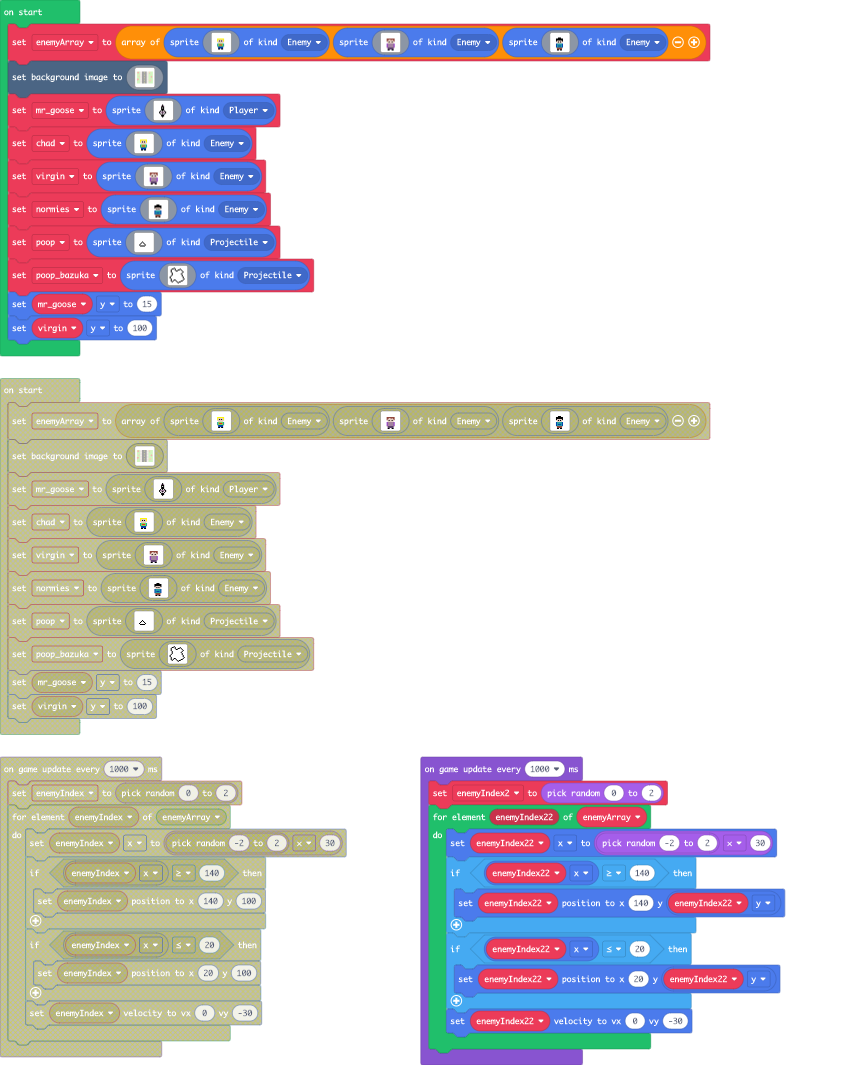 on start
set enemyArray to array of sprite of kind Enemy sprite of kind Enemy sprite of kind Enemy
set background image to
set mr_goose to sprite of kind Player
set chad to sprite of kind Enemy
set virgin to sprite of kind Enemy
set normies to sprite of kind Enemy
set poop to sprite of kind Projectile
set poop_bazuka to sprite of kind Projectile
set mr_goose y to 15
set virgin y to 100
on start
set enemyArray to array of sprite of kind Enemy sprite of kind Enemy sprite of kind Enemy
set background image to
set mr_goose to sprite of kind Player
set chad to sprite of kind Enemy
set virgin to sprite of kind Enemy
set normies to sprite of kind Enemy
set poop to sprite of kind Projectile
set poop_bazuka to sprite of kind Projectile
set mr_goose y to 15
set virgin y to 100
on game update every 1000 ms
set enemyIndex to pick random 0 to 2
for element enemyIndex of enemyArray
do
set enemyIndex x to pick random -2 to 2 × 30
if enemyIndex x ≥ 140 then
set enemyIndex position to x 140 y 100
if enemyIndex x ≤ 20 then
set enemyIndex position to x 20 y 100
set enemyIndex velocity to vx 0 vy -30
on game update every 1000 ms
set enemyIndex2 to pick random 0 to 2
for element enemyIndex22 of enemyArray
do
set enemyIndex22 x to pick random -2 to 2 × 30
if enemyIndex22 x ≥ 140 then
set enemyIndex22 position to x 140 y enemyIndex22 y
if enemyIndex22 x ≤ 20 then
set enemyIndex22 position to x 20 y enemyIndex22 y
set enemyIndex22 velocity to vx 0 vy -30